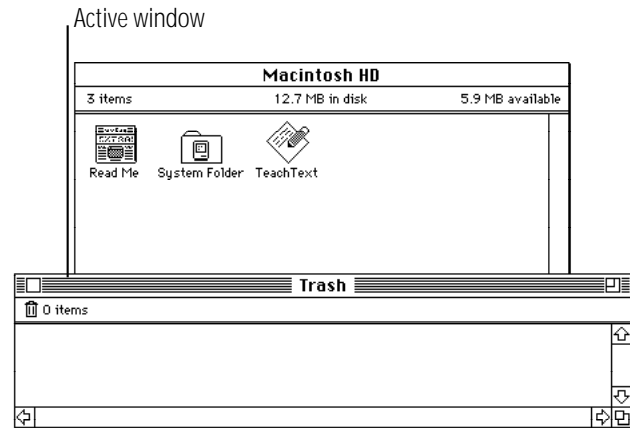 Active window
Macintosh HD
3 items 12.7 MB in disk 5.9 MB available
Read Me System Folder TeachText
Trash
0 items